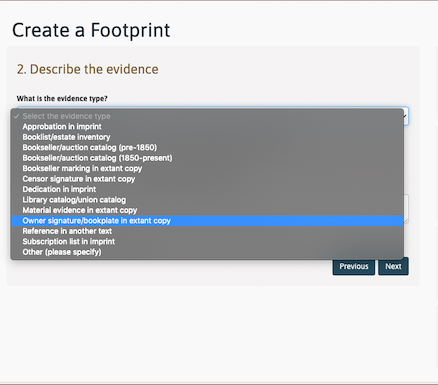 Create a Footprint
2. Describe the evidence
What is the evidence type?
Select the evidence type
Approbation in imprint
Booklist/estate inventory
Bookseller/auction catalog (pre-1850)
Bookseller/auction catalog (1850-present)
Bookseller marking in extant copy
Censor signature in extant copy
Dedication in imprint
Library catalog/union catalog
Material evidence in extant copy
Owner signature/bookplate in extant copy
Reference in another text
Subscription list in imprint
Other (please specify)
Previous Next